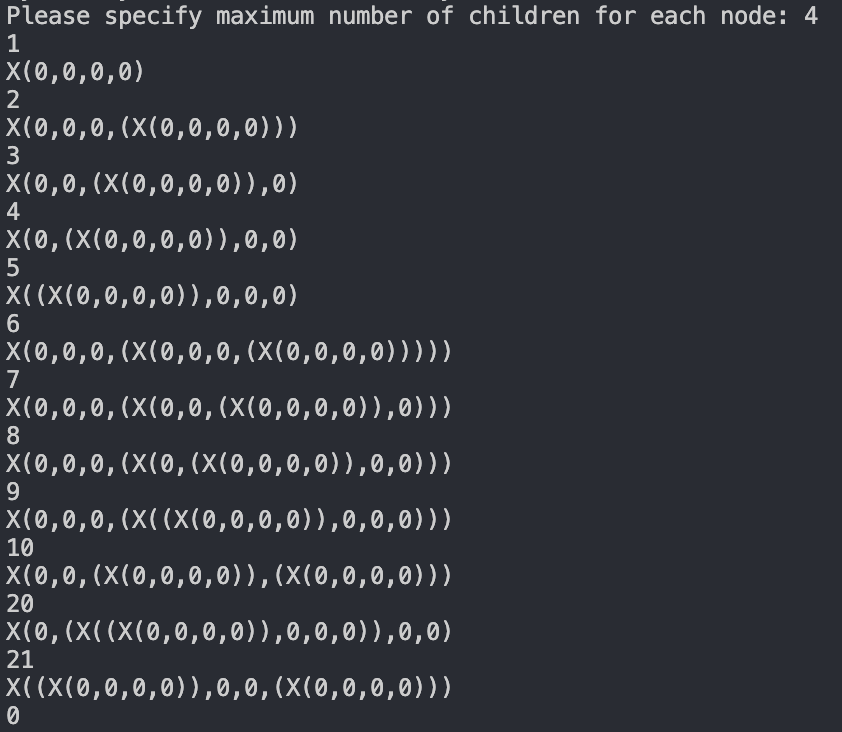 Please specify maximum number of children for each node: 4
1
X(0,0,0,0)
2
X(0,0,0,(X(0,0,0,0)))
3
X(0,0,(X(0,0,0,0)),0)
4
X(0,(X(0,0,0,0)),0,0)
5
X((X(0,0,0,0)),0,0,0)
6
X(0,0,0,(X(0,0,0,(X(0,0,0,0)))))
7
X(0,0,0,(X(0,0,(X(0,0,0,0)),0)))
8
X(0,0,0,(X(0,(X(0,0,0,0)),0,0)))
9
X(0,0,0,(X((X(0,0,0,0)),0,0,0)))
10
X(0,0,(X(0,0,0,0)),(X(0,0,0,0)))
20
X(0,(X((X(0,0,0,0)),0,0,0)),0,0)
21
X((X(0,0,0,0)),0,0,(X(0,0,0,0)))
0